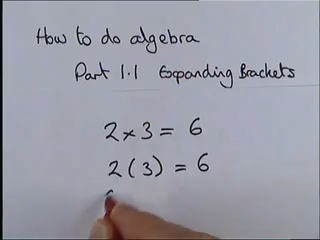 How to do algebra
Part 1.1 Expanding Brackets
2 × 3 = 6
2(3) = 6